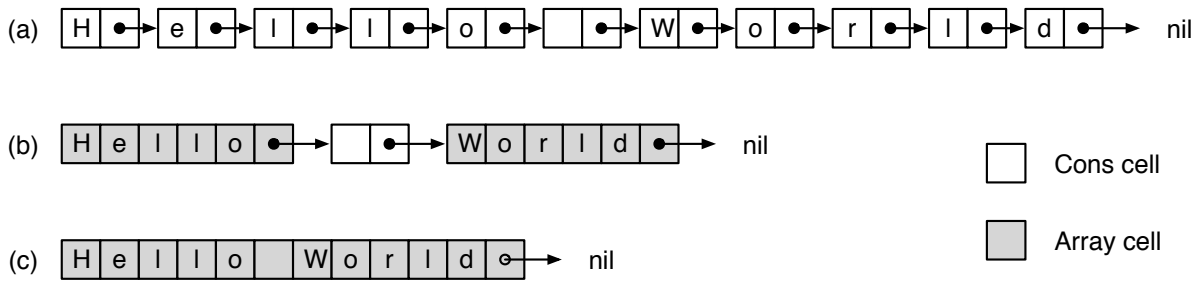 (a) H e l l o W o r l d nil
(b) H e l l o W o r l d nil
Cons cell
Array cell
(c) H e l l o W o r l d nil